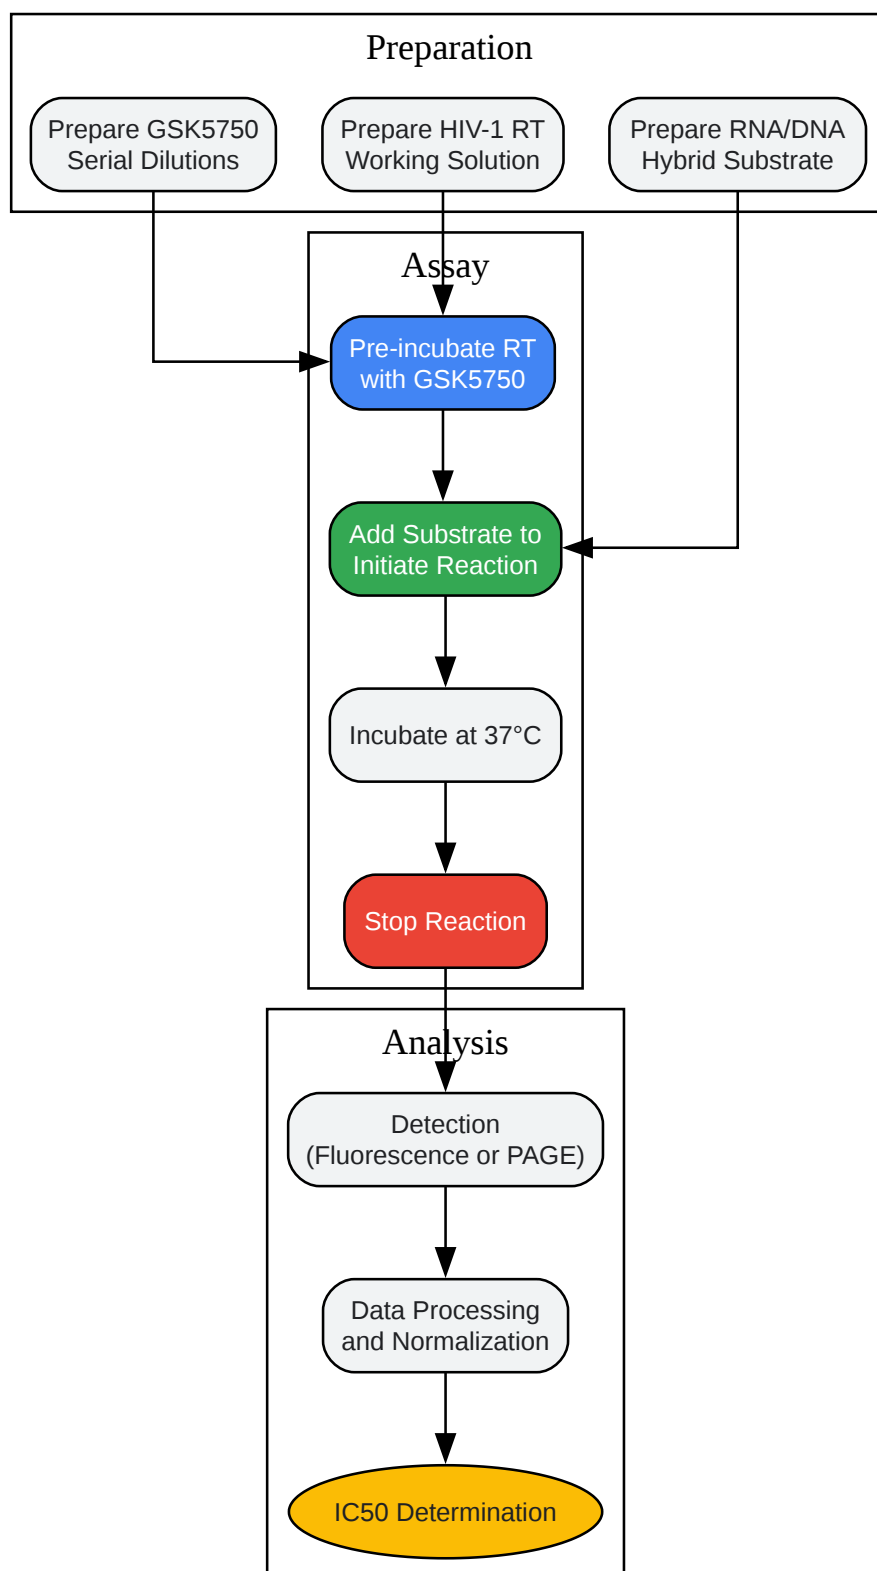 Preparation
Prepare GSK5750
Serial Dilutions
Prepare HIV-1 RT
Working Solution
Prepare RNA/DNA
Hybrid Substrate
Assay
Pre-incubate RT
with GSK5750
Add Substrate to
Initiate Reaction
Incubate at 37°C
Stop Reaction
Analysis
Detection
(Fluorescence or PAGE)
Data Processing
and Normalization
IC50 Determination